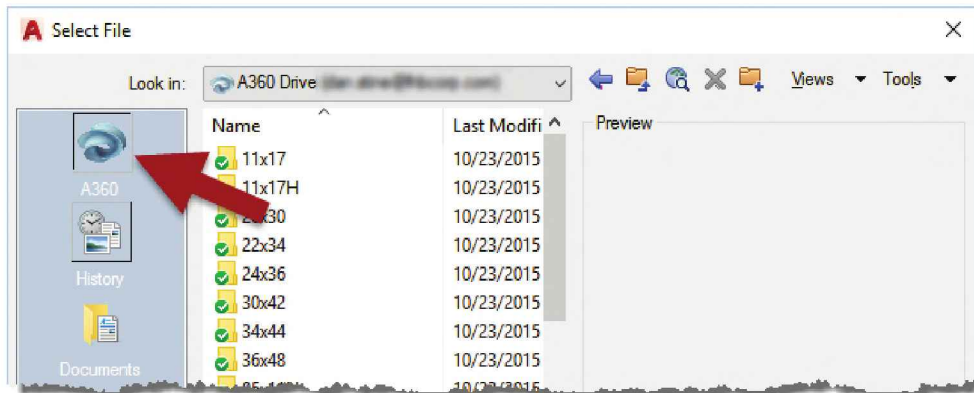 Select File
Look in: A360 Drive Views Tools
Name Last Modifi Preview
A360
History
Documents
11x17 10/23/2015
11x17H 10/23/2015
x30 10/23/2015
22x34 10/23/2015
24x36 10/23/2015
30x42 10/23/2015
34x44 10/23/2015
36x48 10/23/2015